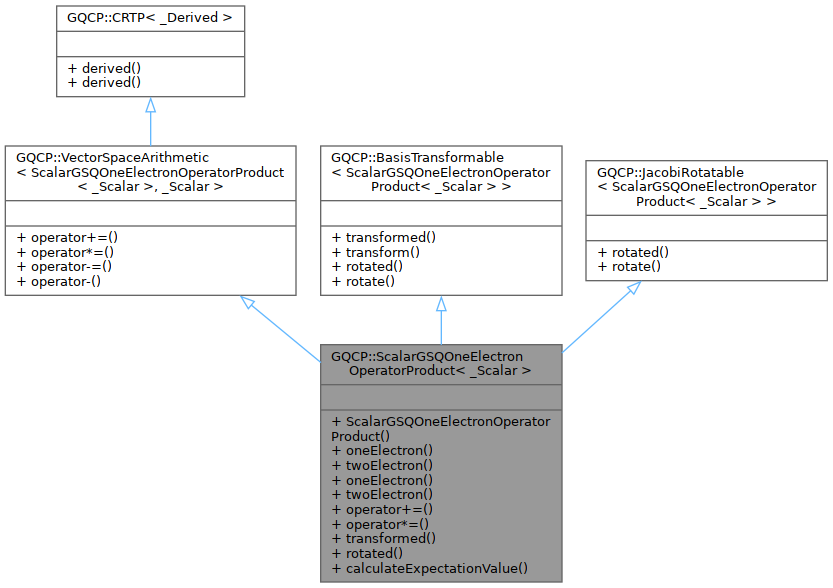 GQCP::CRTP< _Derived >
+ derived()
+ derived()
GQCP::VectorSpaceArithmetic
< ScalarGSQOneElectronOperatorProduct
< _Scalar >, _Scalar >
+ operator+=()
+ operator*=()
+ operator-=()
+ operator-()
GQCP::BasisTransformable
< ScalarGSQOneElectronOperator
Product< _Scalar > >
+ transformed()
+ transform()
+ rotated()
+ rotate()
GQCP::JacobiRotatable
< ScalarGSQOneElectronOperator
Product< _Scalar > >
+ rotated()
+ rotate()
GQCP::ScalarGSQOneElectron
OperatorProduct< _Scalar >
+ ScalarGSQOneElectronOperator
Product()
+ oneElectron()
+ twoElectron()
+ oneElectron()
+ twoElectron()
+ operator+=()
+ operator*=()
+ transformed()
+ rotated()
+ calculateExpectationValue()